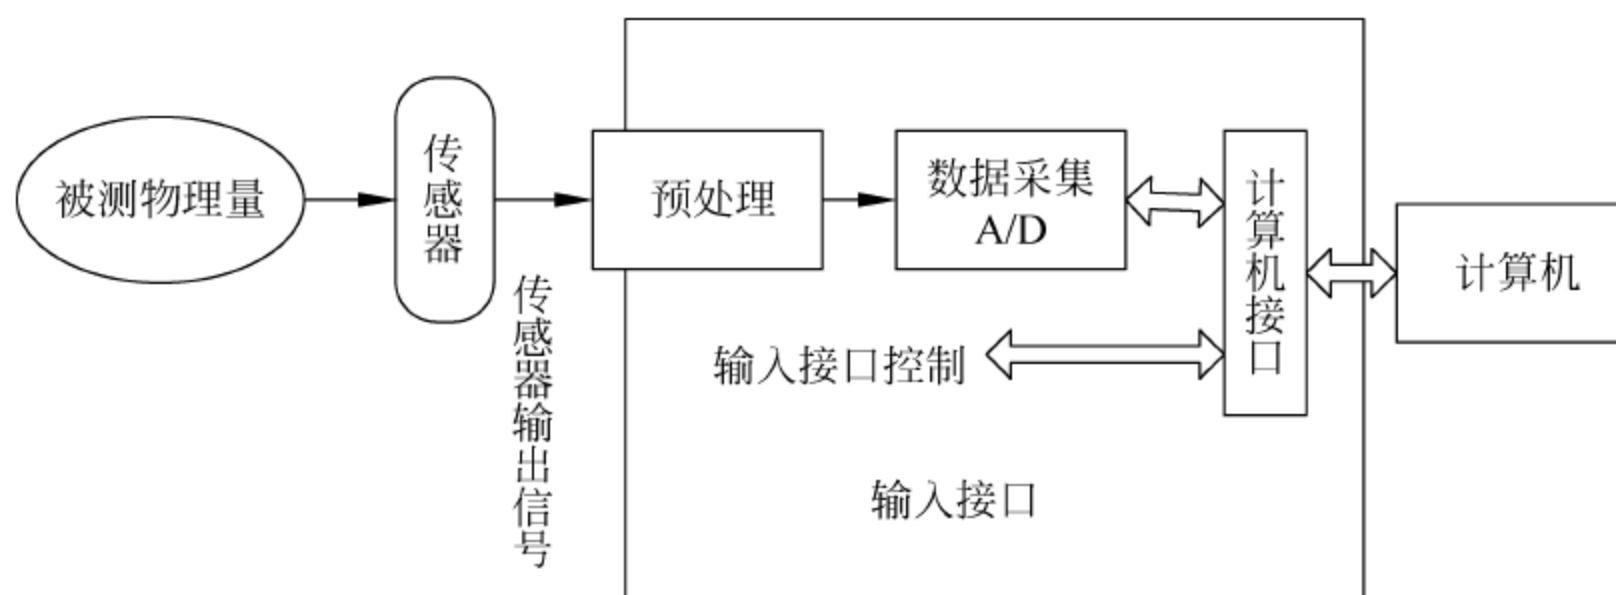 被测物理量
传感器
传感器输出信号
预处理
数据采集
A/D
计算机接口
计算机
输入接口控制
输入接口